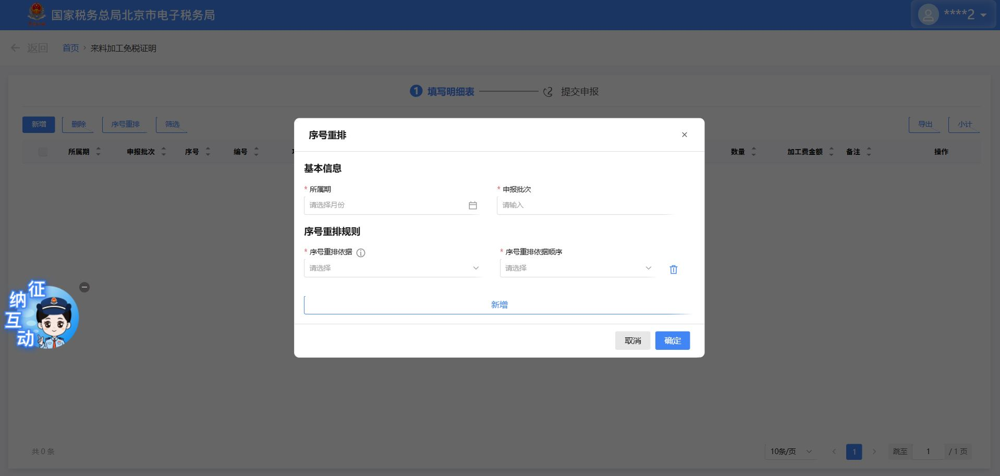 国家税务总局北京市电子税务局
****2
返回 首页 > 来料加工免税证明
1 填写明细表 2 提交申报
新增 删除 序号重排 筛选 导出 小计
所属期 申报批次 序号 编号 数量 加工费金额 备注 操作
序号重排
基本信息
* 所属期 * 申报批次
请选择月份 请输入
序号重排规则
* 序号重排依据 * 序号重排依据顺序
请选择 请选择
新增
取消 确定
征
纳
互
动
共 0 条 10条/页 1 跳至 1 / 1 页